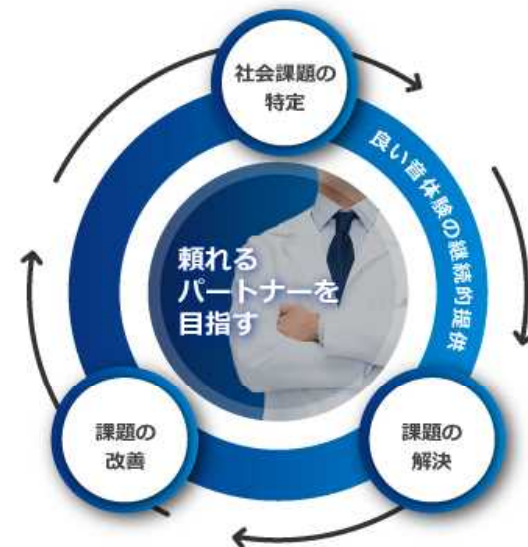 社会課題の
特定
良い音体験の継続的提供
頼れる
パートナーを
目指す
課題の
改善
課題の
解決